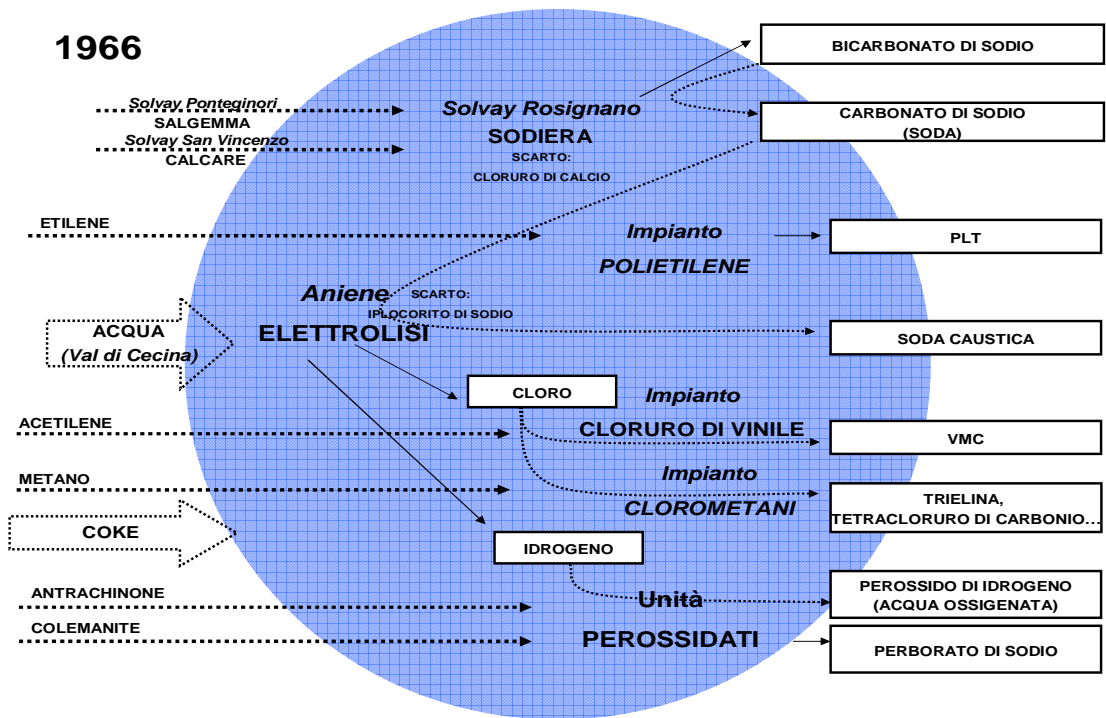 1966
BICARBONATO DI SODIO
Solvay Ponteginori
SALGEMMA
Solvay San Vincenzo
CALCARE
Solvay Rosignano
SODIERA
SCARTO:
CLORURO DI CALCIO
CARBONATO DI SODIO
(SODA)
ETILENE
Impianto
POLIETILENE
PLT
Aniene
SCARTO:
IPLOCORITO DI SODIO
ELETTROLISI
ACQUA
(Val di Cecina)
SODA CAUSTICA
CLORO
Impianto
CLORURO DI VINILE
VMC
ACETILENE
METANO
Impianto
CLOROMETANI
TRIELINA,
TETRACLORURO DI CARBONIO...
COKE
IDROGENO
ANTRACHINONE
COLEMANITE
Unità
PEROSSIDATI
PEROSSIDO DI IDROGENO
(ACQUA OSSIGENATA)
PERBORATO DI SODIO